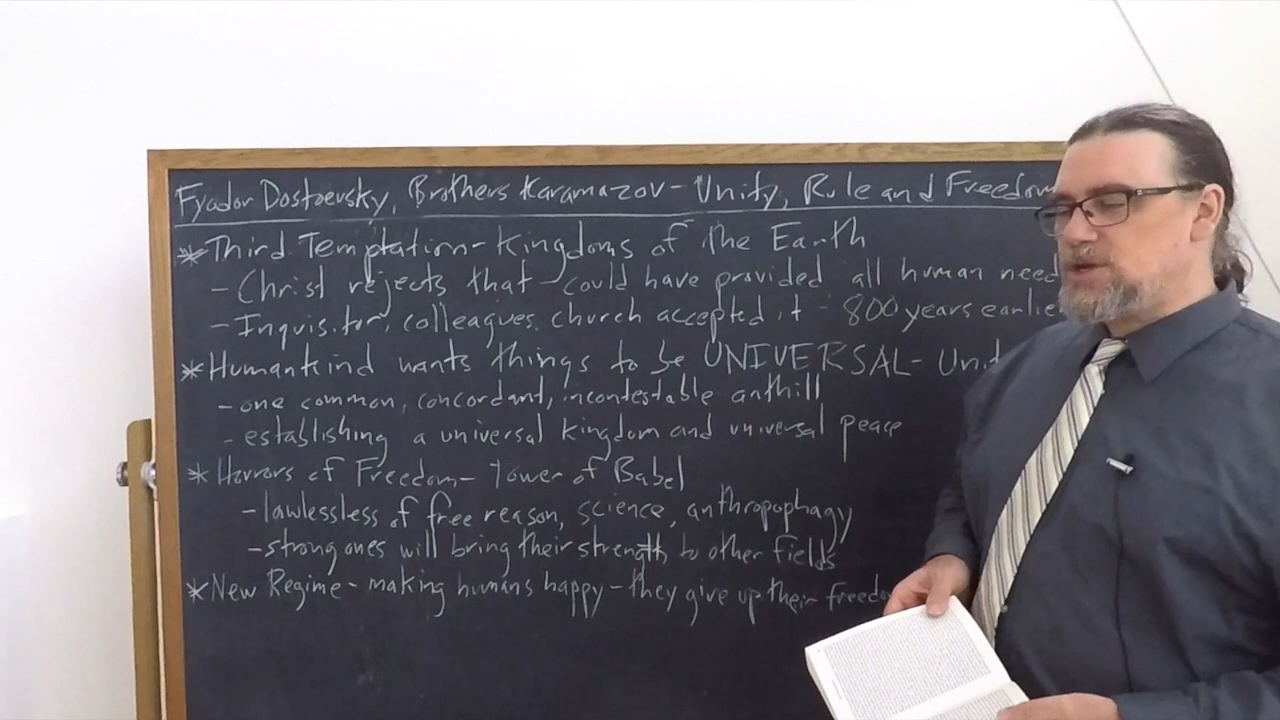 Fyodor Dostoevsky, Brothers Karamazov - Unity, Rule and Freedom
* Third Temptation - Kingdoms of the Earth
- Christ rejects that - could have provided all human need
- Inquisitor, colleagues, church accepted it - 800 years earlie
* Humankind wants things to be UNIVERSAL - Unit
- one common, concordant, incontestable anthill
- establishing a universal kingdom and universal peace
* Horrors of Freedom - Tower of Babel
- lawlessless of free reason, science, anthropophagy
- strong ones will bring their strength to other fields
* New Regime - making humans happy - they give up their freedo